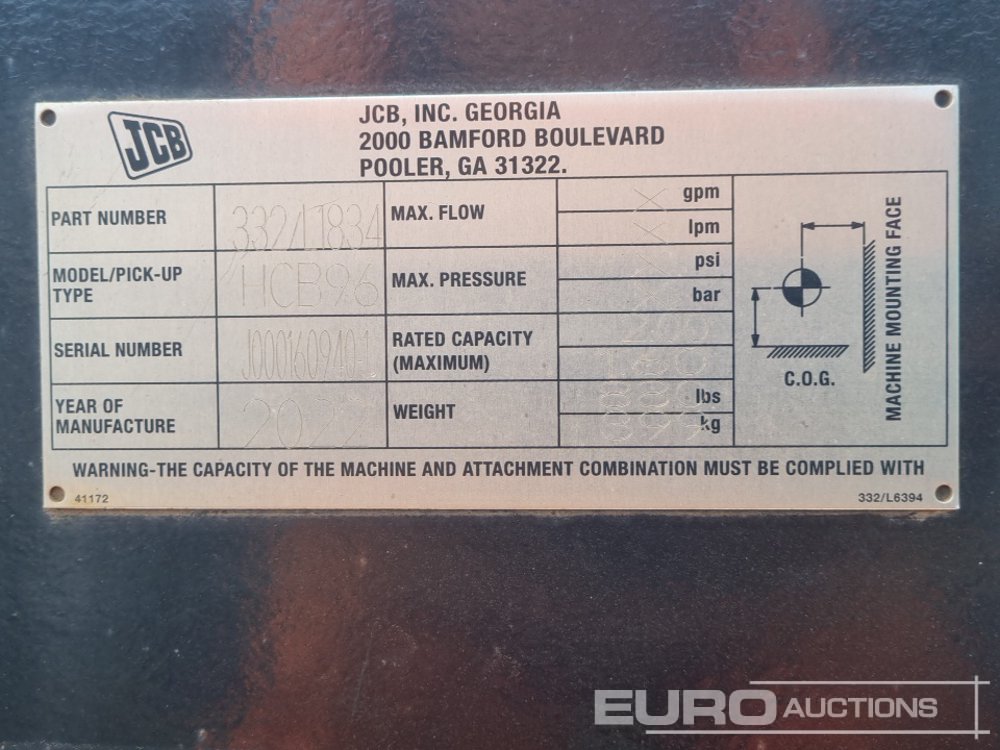 JCB
JCB, INC. GEORGIA
2000 BAMFORD BOULEVARD
POOLER, GA 31322.
PART NUMBER
MAX. FLOW X gpm
X lpm
MODEL/PICK-UP TYPE HCB96
MAX. PRESSURE psi
bar
SERIAL NUMBER
RATED CAPACITY (MAXIMUM)
YEAR OF MANUFACTURE 2022
WEIGHT lbs
kg
C.O.G.
MACHINE MOUNTING FACE
WARNING-THE CAPACITY OF THE MACHINE AND ATTACHMENT COMBINATION MUST BE COMPLIED WITH
41172
332/L6394
EURO AUCTIONS